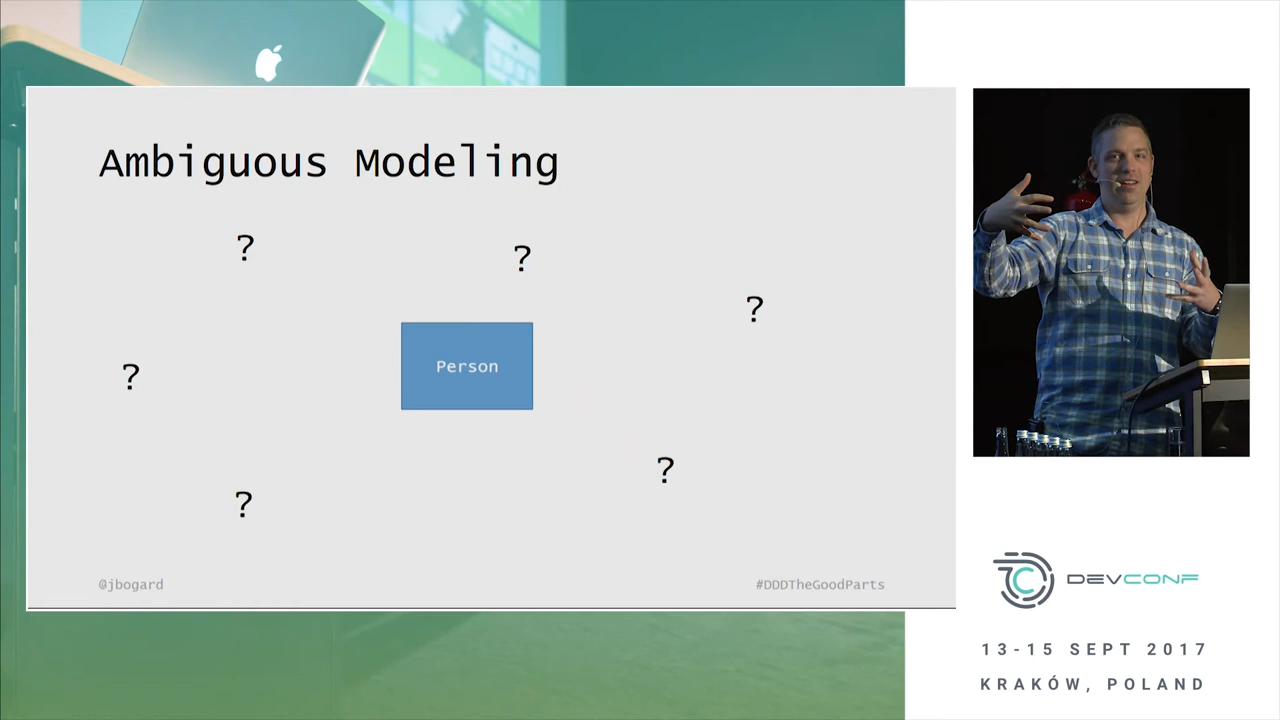 Ambiguous Modeling
?
?
?
Person
?
?
?
@jbogard
#DDDTheGoodParts
DEVCONF
13-15 SEPT 2017
KRAKÓW, POLAND